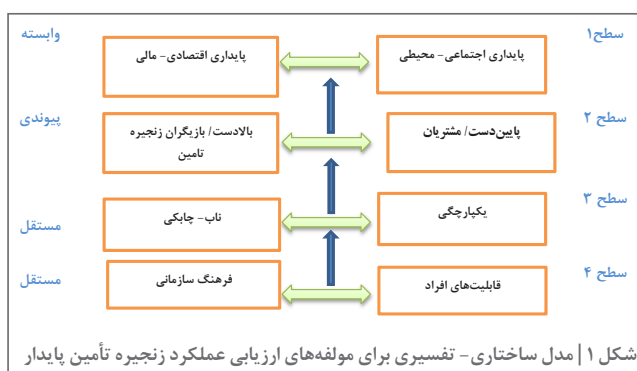 سطح۱
وابسته
پایداری اجتماعی- محیطی
پایداری اقتصادی- مالی
سطح ۲
پیوندی
پایین‌دست/ مشتریان
بالادست/ بازیگران زنجیره
تامین
سطح ۳
مستقل
یکپارچگی
ناب- چابکی
سطح ۴
مستقل
قابلیت‌های افراد
فرهنگ سازمانی
شکل ۱ | مدل ساختاری- تفسیری برای مولفه‌های ارزیابی عملکرد زنجیره تأمین پایدار